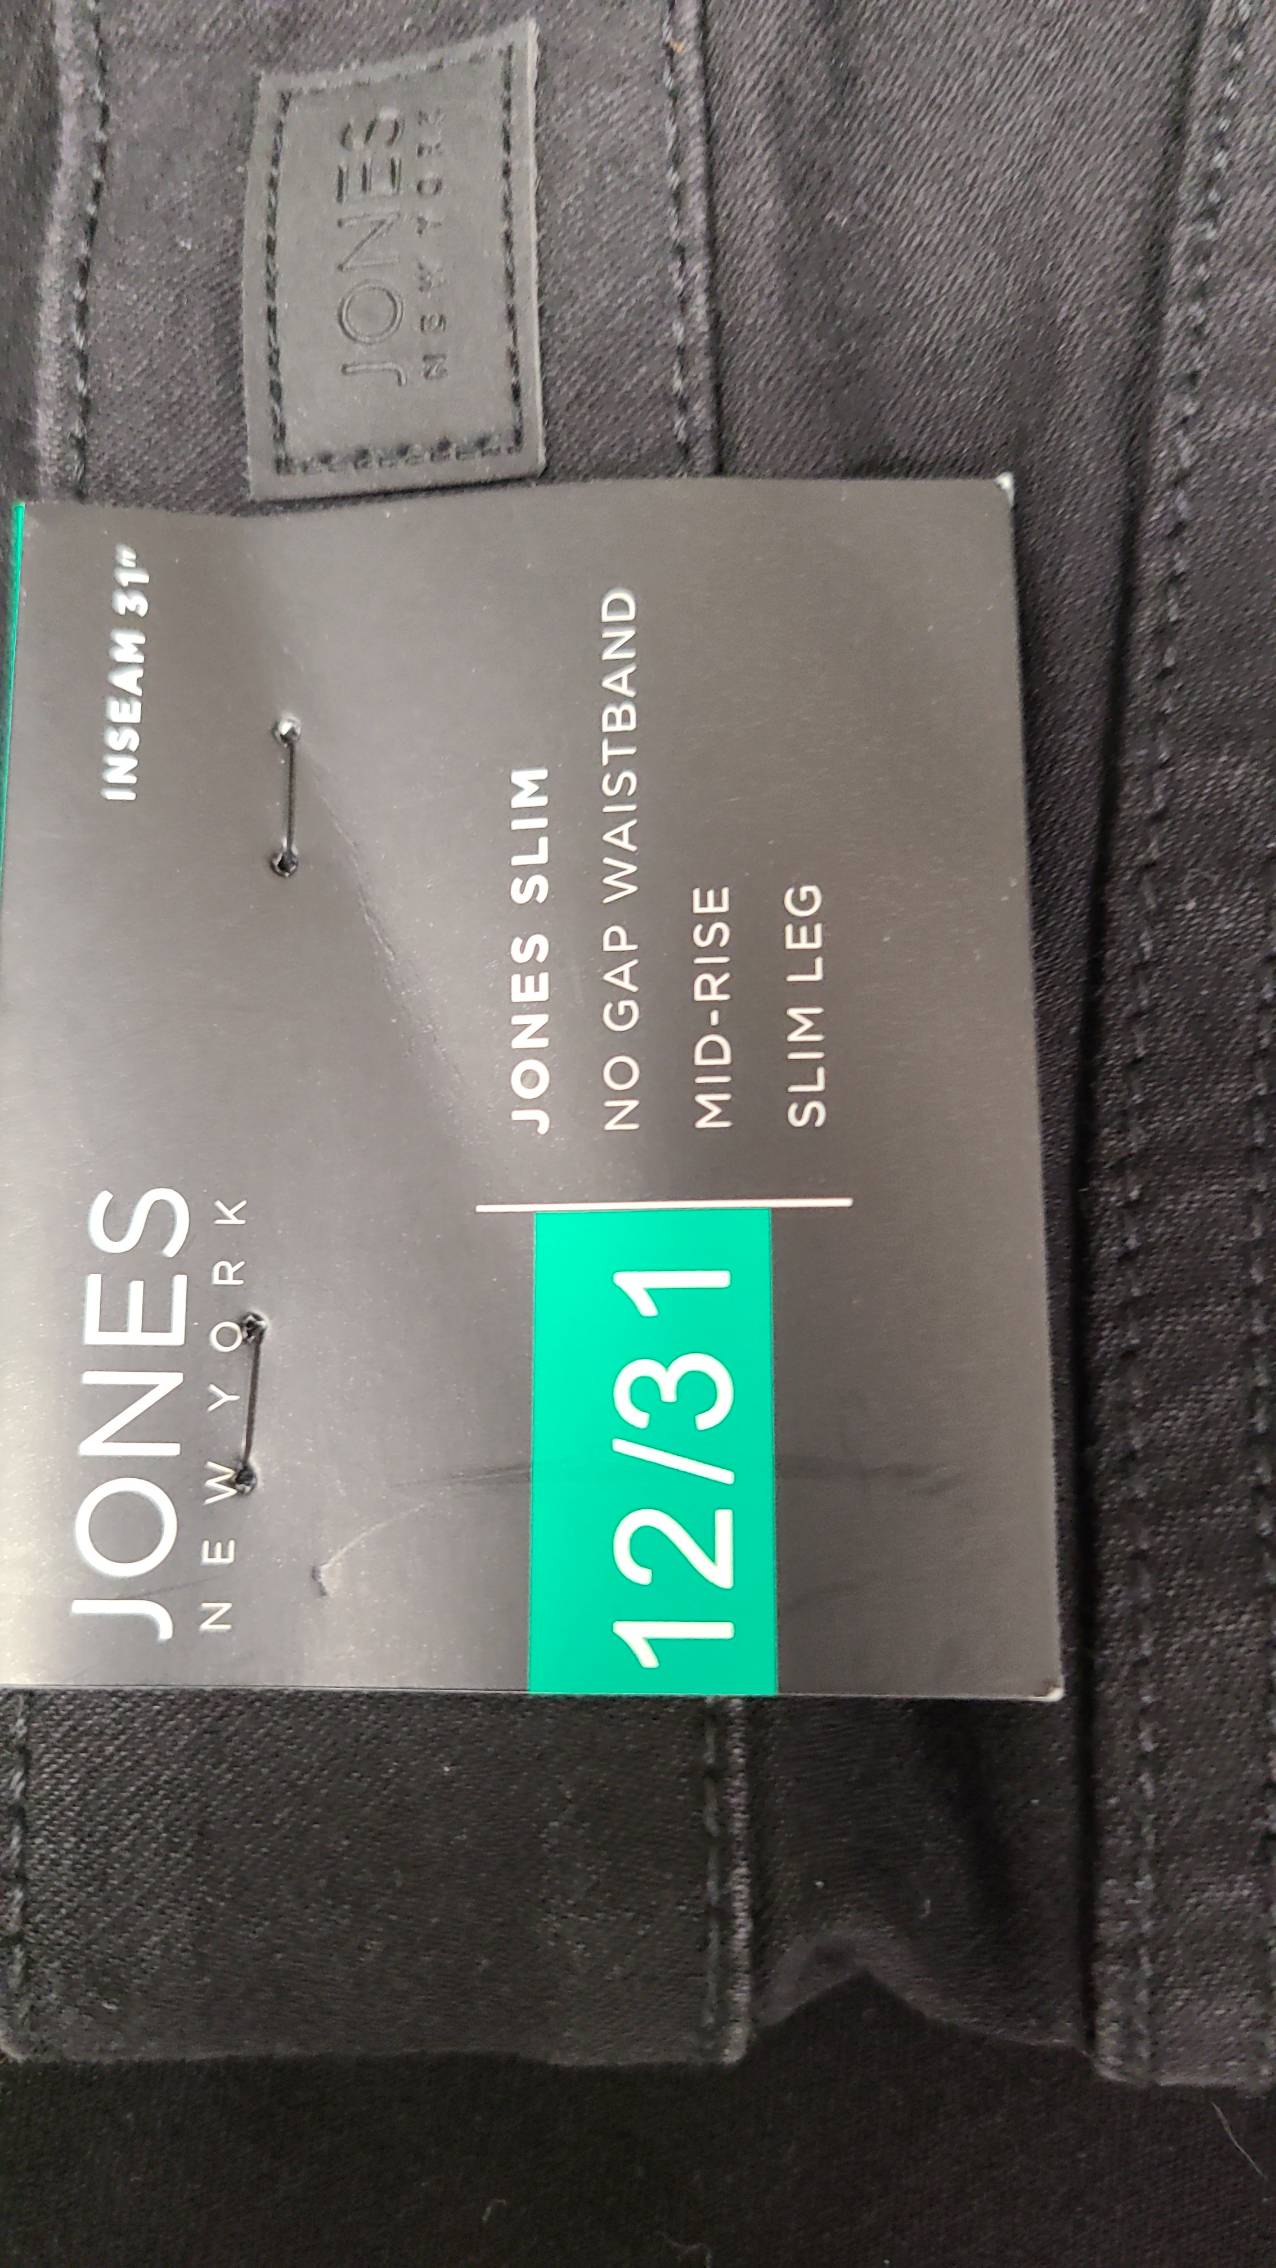 JONES
NEW YORK
JONES
NEW YORK
INSEAM 31"
12/31
JONES SLIM
NO GAP WAISTBAND
MID-RISE
SLIM LEG